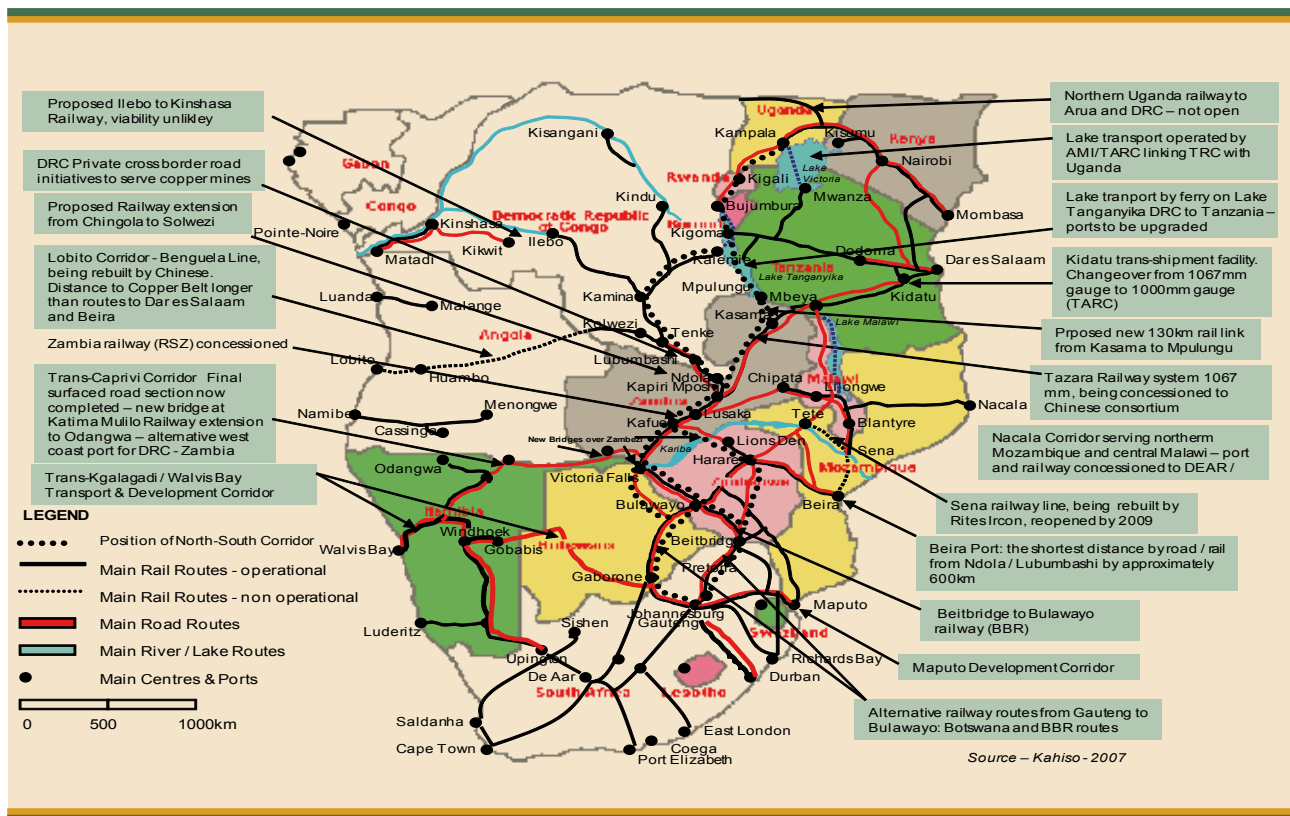 Proposed Ilebo to Kinshasa
Railway, viability unlikley
DRC Private cross border road
initiatives to serve copper mines
Proposed Railway extension
from Chingola to Solwezi
Lobito Corridor - Benguela Line,
being rebuilt by Chinese.
Distance to Copper Belt longer
than routes to Dar es Salaam
and Beira
Zambia railway (RSZ) concessioned
Trans-Caprivi Corridor Final
surfaced road section now
completed – new bridge at
Katima Mulilo Railway extension
to Odangwa – alternative west
coast port for DRC - Zambia
Trans-Kgalagadi / Walvis Bay
Transport & Development Corridor
LEGEND
Position of North-South Corridor
Main Rail Routes - operational
Main Rail Routes - non operational
Main Road Routes
Main River / Lake Routes
Main Centres & Ports
0 500 1000km
Northern Uganda railway to
Arua and DRC – not open
Lake transport operated by
AMI/TARC linking TRC with
Uganda
Lake tranport by ferry on Lake
Tanganyika DRC to Tanzania –
ports to be upgraded
Kidatu trans-shipment facility.
Changeover from 1067mm
gauge to 1000mm gauge
(TARC)
Prposed new 130km rail link
from Kasama to Mpulungu
Tazara Railway system 1067
mm, being concessioned to
Chinese consortium
Nacala Corridor serving northerm
Mozambique and central Malawi – port
and railway concessioned to DEAR /
Sena railway line, being rebuilt by
Rites Ircon, reopened by 2009
Beira Port: the shortest distance by road / rail
from Ndola / Lubumbashi by approximately
600km
Beitbridge to Bulawayo
railway (BBR)
Maputo Development Corridor
Alternative railway routes from Gauteng to
Bulawayo: Botswana and BBR routes
Source – Kahiso - 2007
Uganda
Kisangani
Kampala
Kisumu
Kenya
Gabon
Nairobi
Lake
Victoria
Rwanda
Kigali
Kindu
Mwanza
Congo
Bujumbura
Democratic Republic
of Congo
Mombasa
Pointe-Noire
Kinshasa
Kigoma
Ilebo
Kikwit
Matadi
Dodoma
Kalemie
Dar es Salaam
Tanzania
Lake Tanganyika
Mpulungu
Luanda
Malange
Kamina
Mbeya
Kidatu
Kasama
Lake Malawi
Kolwezi
Tenke
Angola
Lobito
Huambo
Lubumbashi
Ndola
Kapiri Mposhi
Chipata
Malawi
Lilongwe
Zambia
Menongwe
Namibe
Lusaka
Tete
Nacala
Kafue
Blantyre
Cassinga
New Bridges over Zambezi
Kariba
Lions Den
Sena
Harare
Odangwa
Mozambique
Victoria Falls
Zimbabwe
Bulawayo
Beira
Namibia
Windhoek
Beitbridge
Walvis Bay
Gobabis
Botswana
Pretoria
Gaborone
Maputo
Johannesburg
Gauteng
Sishen
Luderitz
Swaziland
Upington
Richards Bay
De Aar
Durban
South Africa
Lesotho
Saldanha
East London
Cape Town
Coega
Port Elizabeth